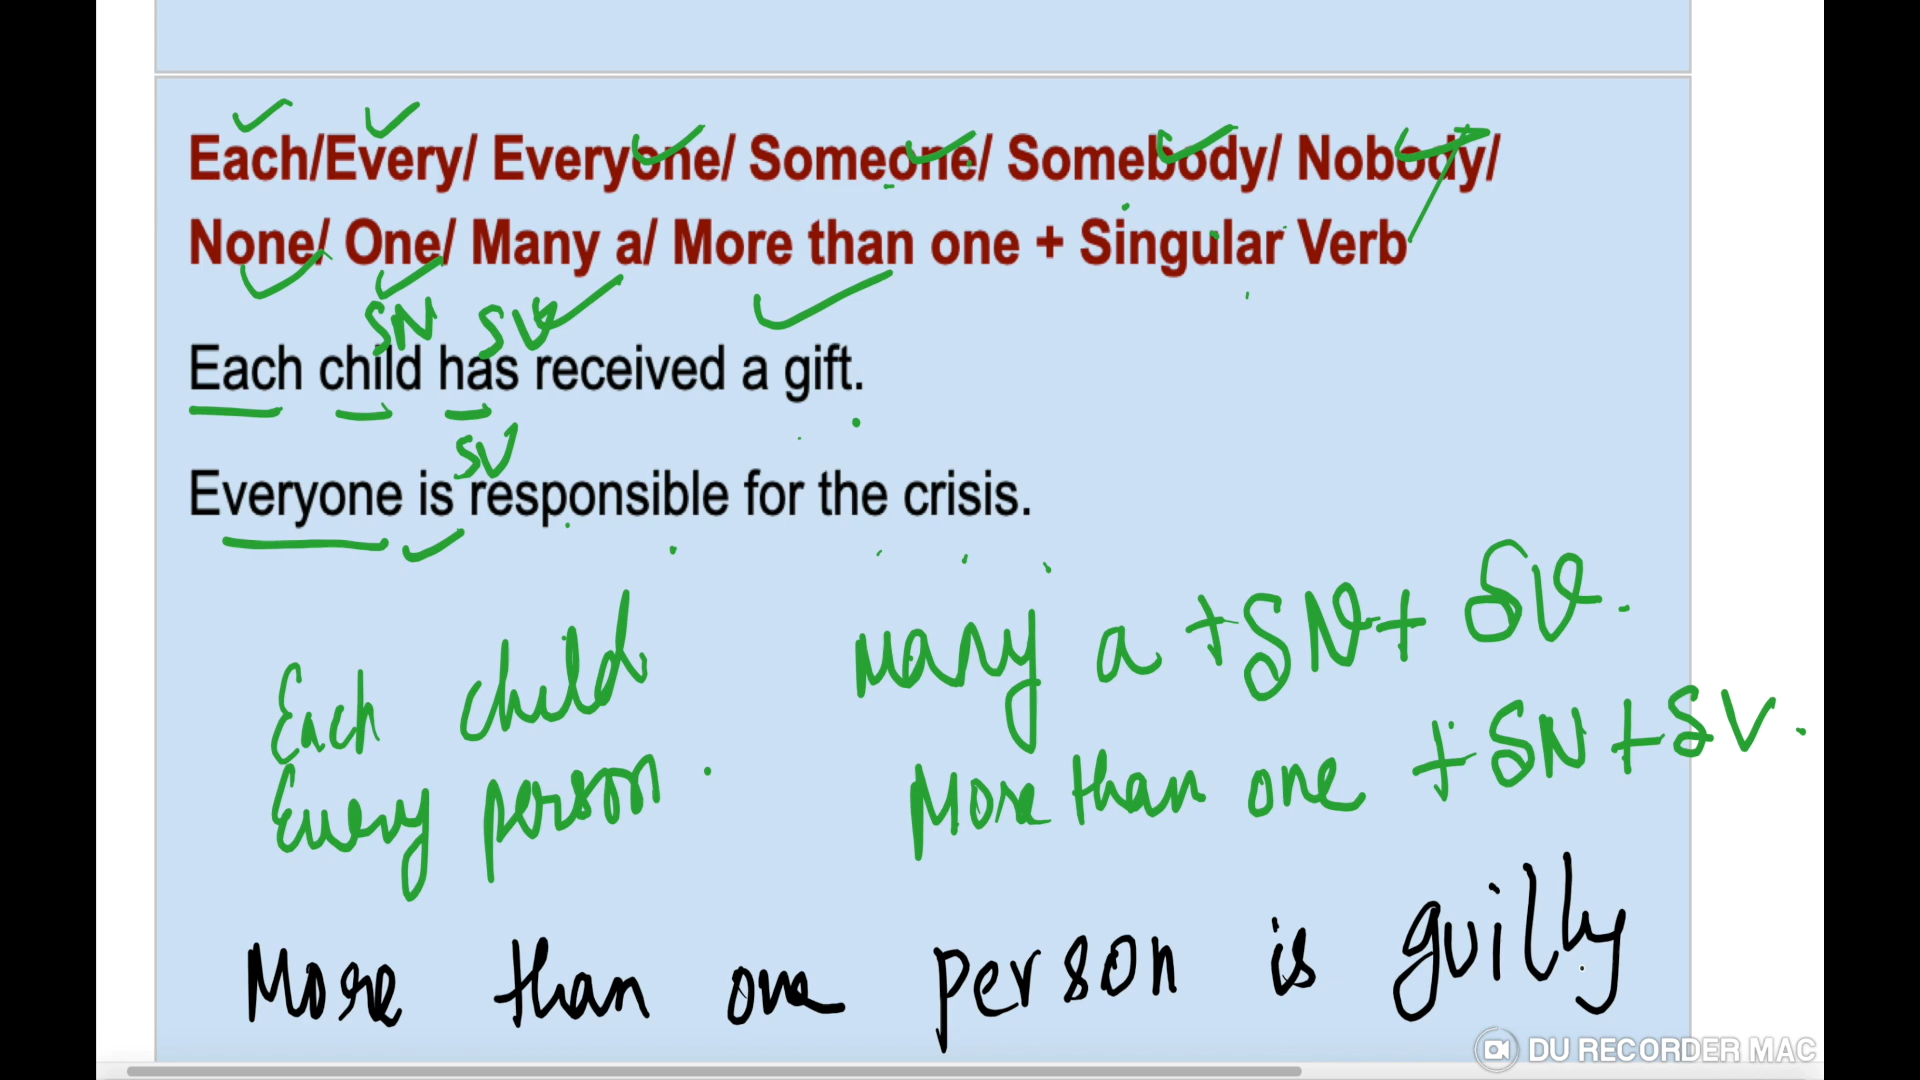 Each/Every/ Everyone/ Someone/ Somebody/ Nobody/
None/ One/ Many a/ More than one + Singular Verb
SN SV
Each child has received a gift.
SV
Everyone is responsible for the crisis.
Each child
Every person.
many a + SN + SV.
More than one + SN + SV.
More than one person is guilly
DU RECORDER MAC